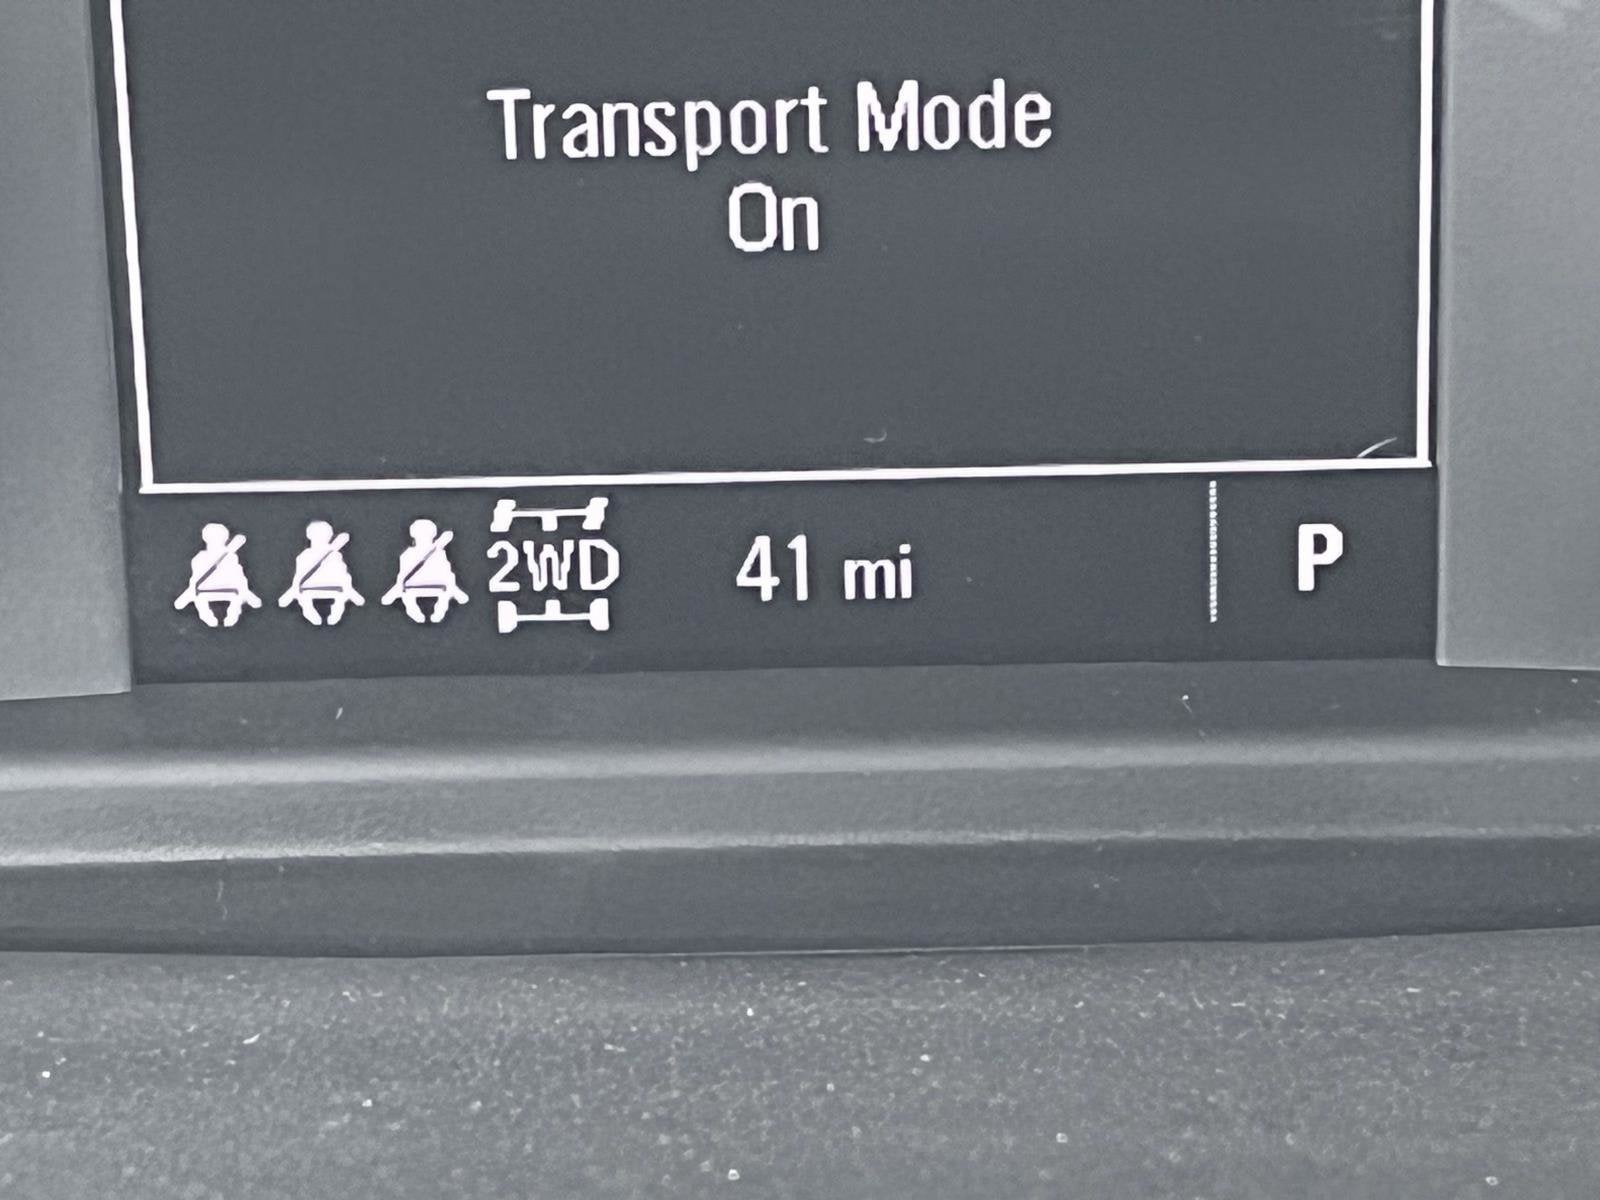 Transport Mode
On
2WD 41 mi P